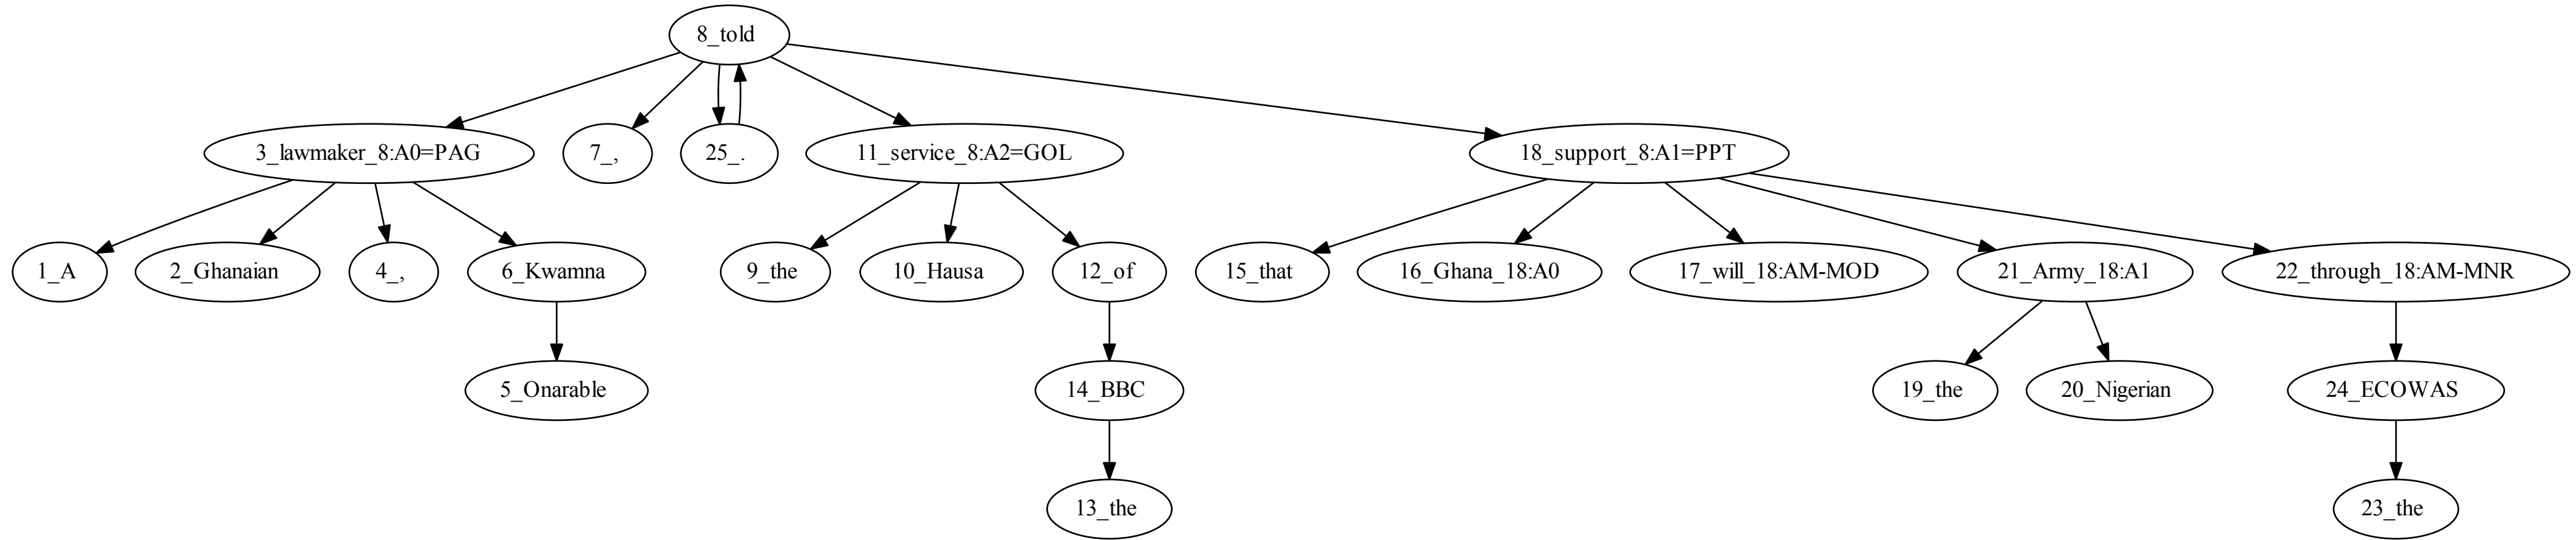 8_told
3_lawmaker_8:A0=PAG 7_, 25_. 11_service_8:A2=GOL 18_support_8:A1=PPT
1_A 2_Ghanaian 4_, 6_Kwamna 9_the 10_Hausa 12_of 15_that 16_Ghana_18:A0 17_will_18:AM-MOD 21_Army_18:A1 22_through_18:AM-MNR
5_Onarable 14_BBC 19_the 20_Nigerian 24_ECOWAS
13_the 23_the